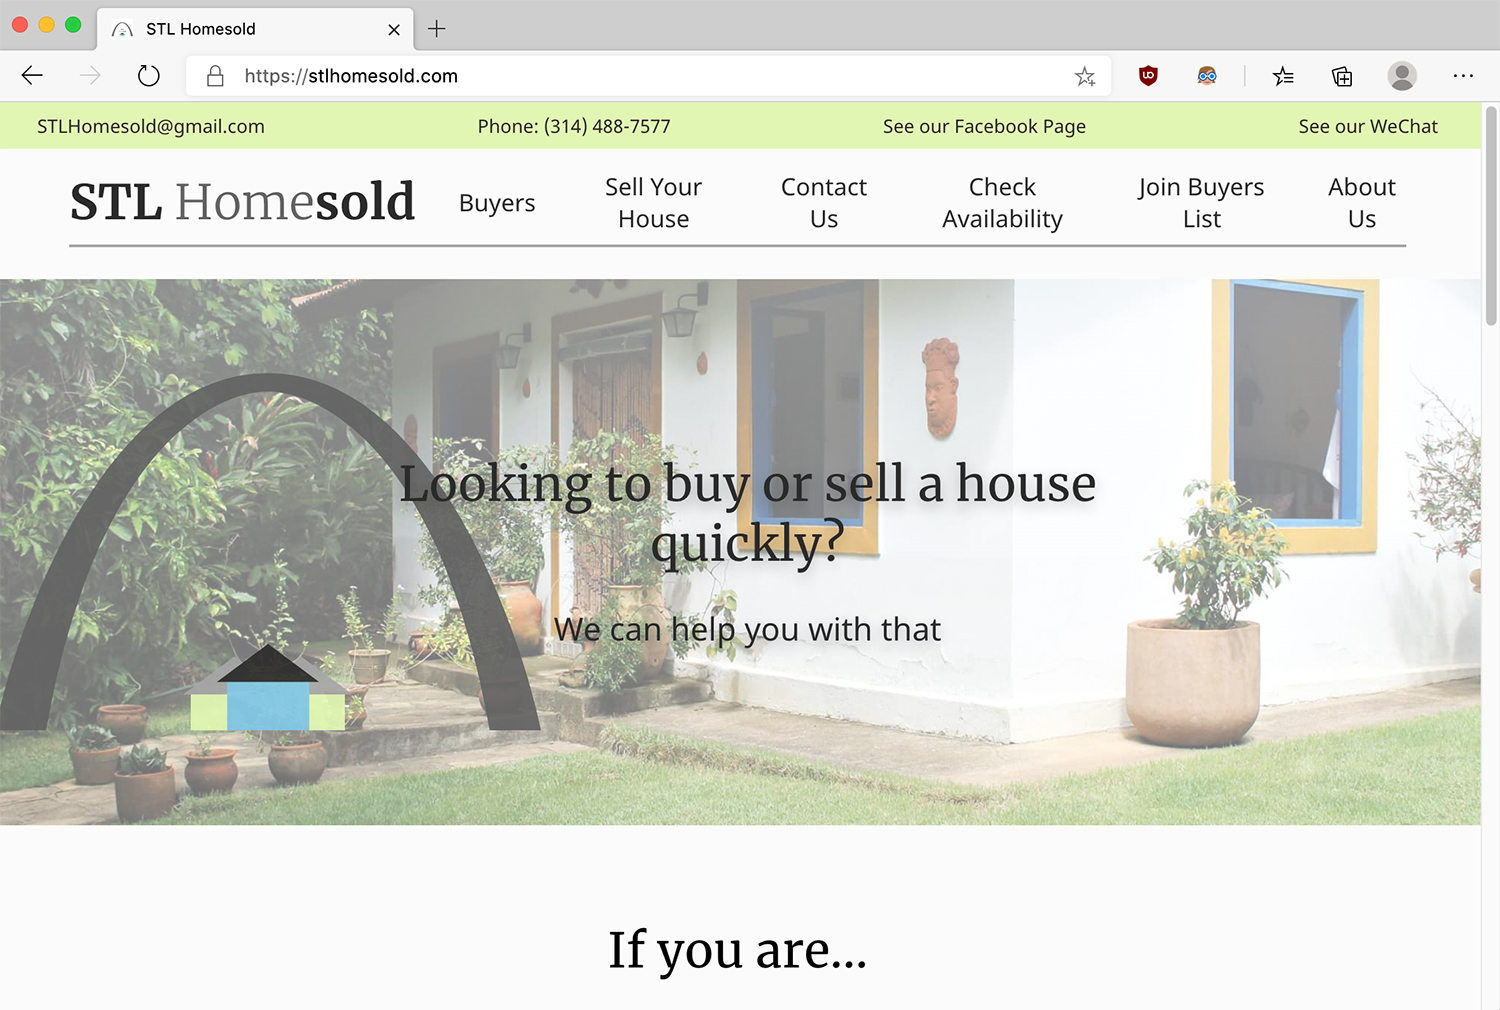 STL Homesold
https://stlhomesold.com
STLHomesold@gmail.com
Phone: (314) 488-7577
See our Facebook Page
See our WeChat
STL Homesold
Buyers
Sell Your
House
Contact
Us
Check
Availability
Join Buyers
List
About
Us
Looking to buy or sell a house
quickly?
We can help you with that
If you are...